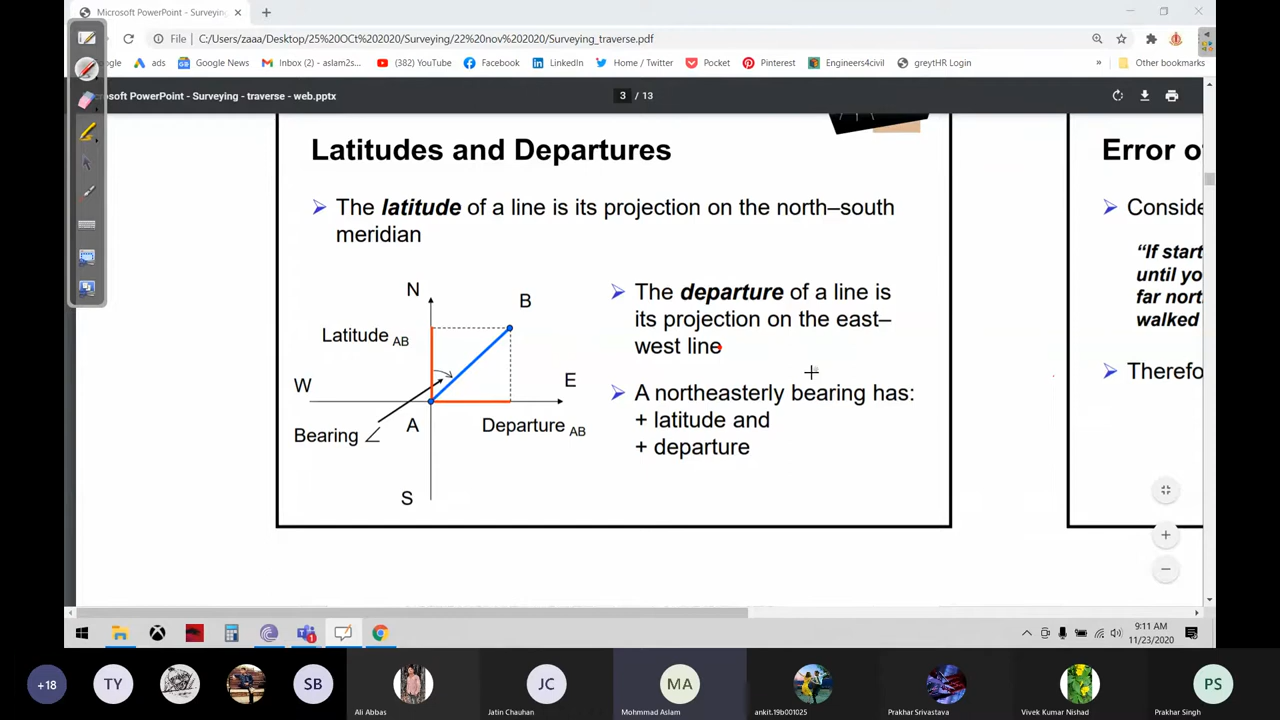 Microsoft PowerPoint - Surveying
File
C:/Users/zaaa/Desktop/25%20OCt%202020/Surveying/22%20nov%202020/Surveying_traverse.pdf
ads
Google News
Inbox (2) - aslam2s...
(382) YouTube
Facebook
LinkedIn
Home / Twitter
Pocket
Pinterest
Engineers4civil
greytHR Login
»
Other bookmarks
osoft PowerPoint - Surveying - traverse - web.pptx
3 / 13
Latitudes and Departures
The latitude of a line is its projection on the north–south
meridian
N
B
Latitude AB
W
E
A
Departure AB
Bearing ∠
S
The departure of a line is
its projection on the east–
west line
A northeasterly bearing has:
+ latitude and
+ departure
Error o
Conside
"If start
until yo
far nort
walked
Therefo
9:11 AM
11/23/2020
+18
TY
SB
Ali Abbas
JC
Jatin Chauhan
MA
Mohmmad Aslam
ankit.19b001025
Prakhar Srivastava
Vivek Kumar Nishad
PS
Prakhar Singh